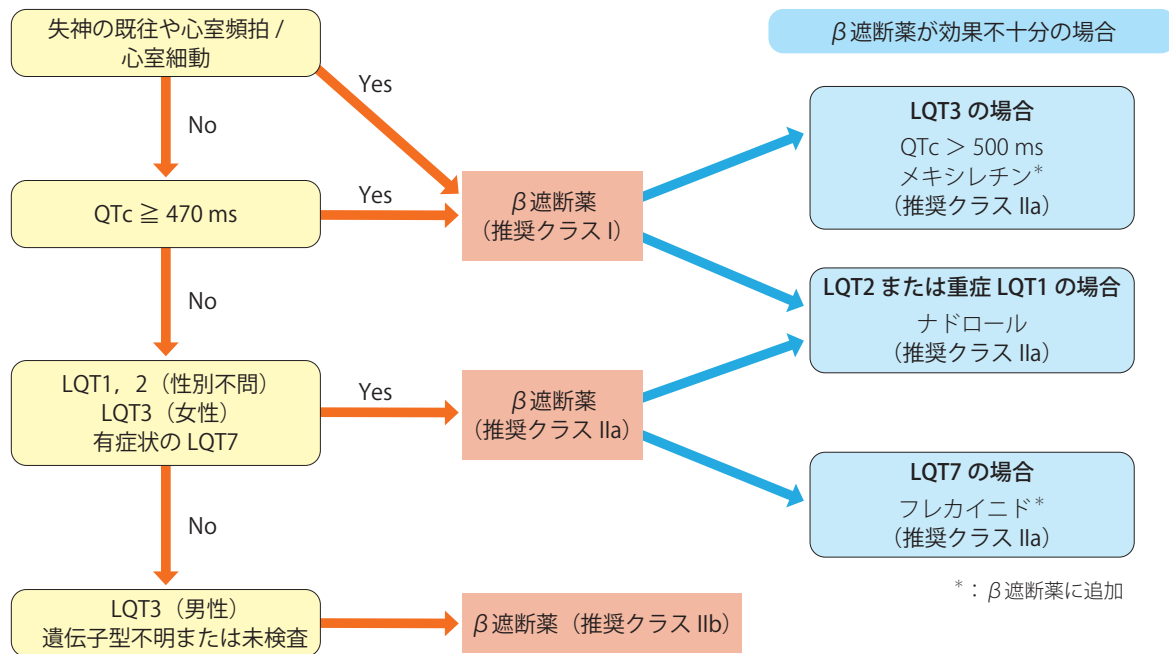 失神の既往や心室頻拍 /
心室細動
Yes
No
QTc ≧ 470 ms
Yes
No
LQT1，2（性別不問）
LQT3（女性）
有症状の LQT7
Yes
No
LQT3（男性）
遺伝子型不明または未検査
β遮断薬
（推奨クラス I）
β遮断薬
（推奨クラス IIa）
β遮断薬（推奨クラス IIb）
β遮断薬が効果不十分の場合
LQT3 の場合
QTc ＞ 500 ms
メキシレチン*
（推奨クラス IIa）
LQT2 または重症 LQT1 の場合
ナドロール
（推奨クラス IIa）
LQT7 の場合
フレカイニド*
（推奨クラス IIa）
*：β遮断薬に追加